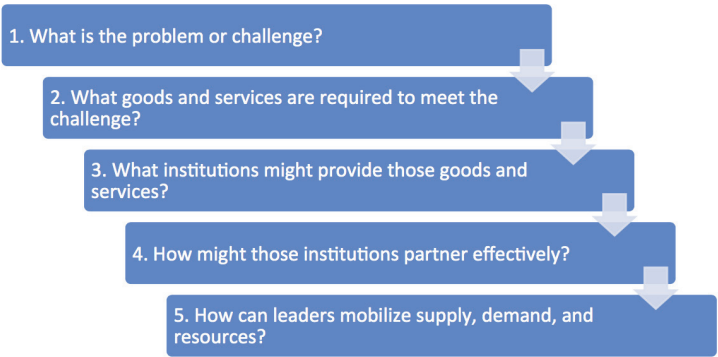 1. What is the problem or challenge?
2. What goods and services are required to meet the
challenge?
3. What institutions might provide those goods and
services?
4. How might those institutions partner effectively?
5. How can leaders mobilize supply, demand, and
resources?